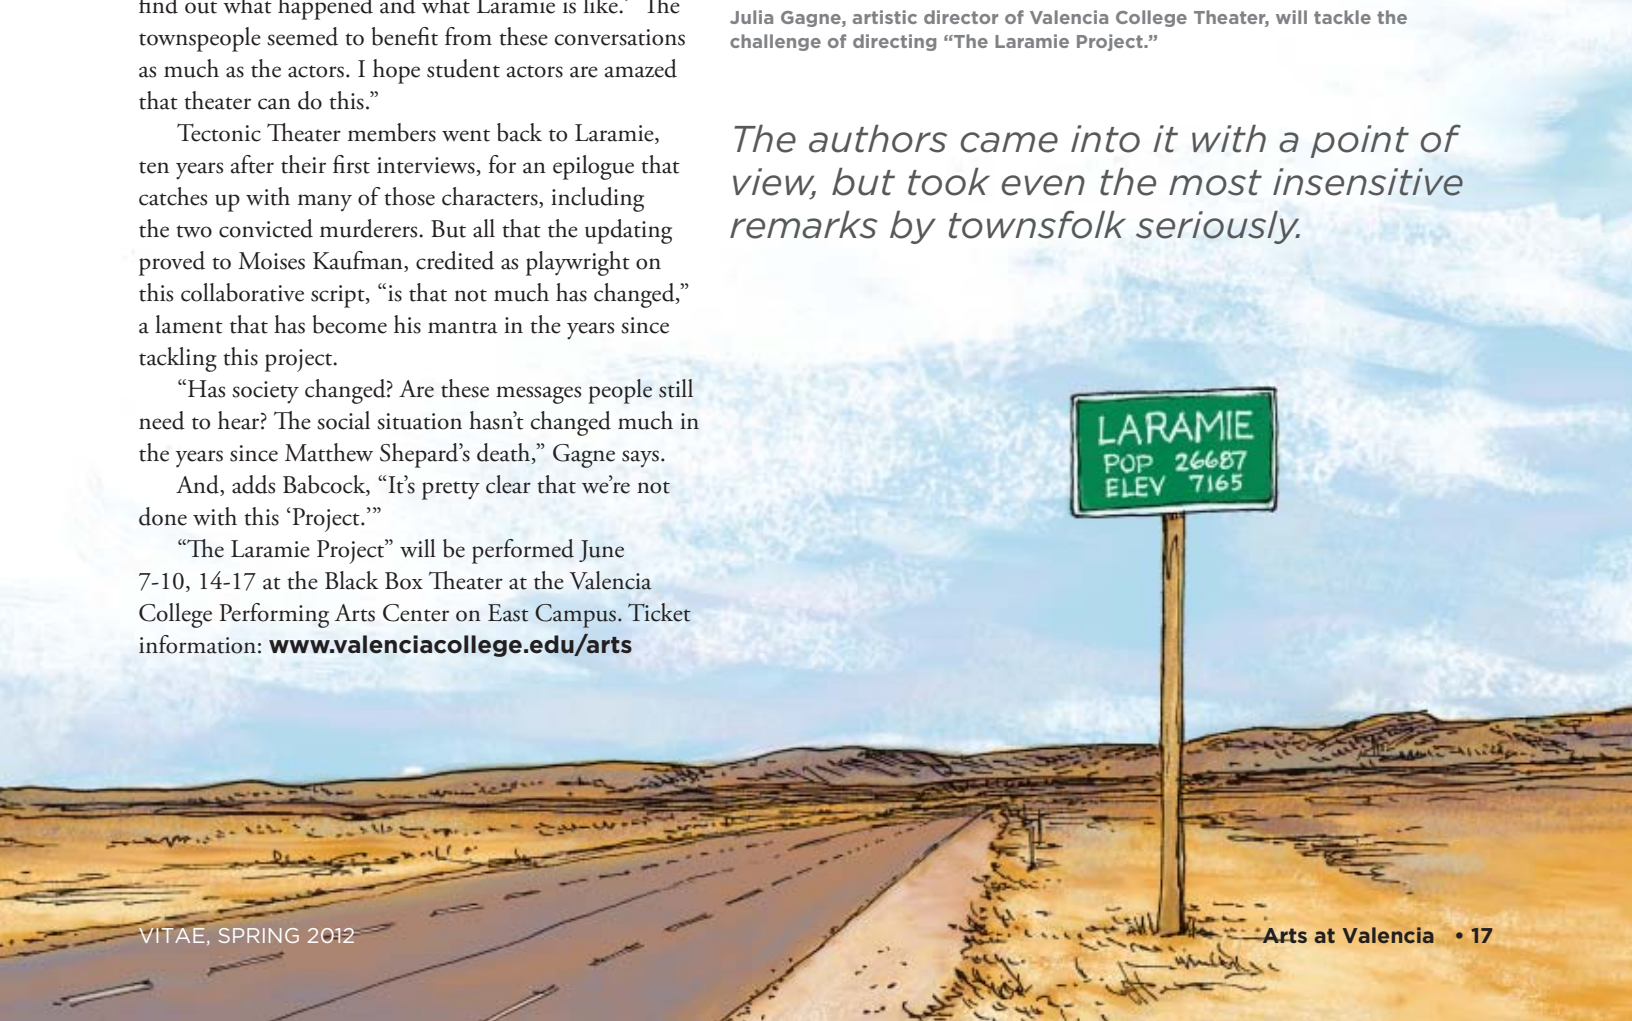 find out what happened and what Laramie is like.” The
townspeople seemed to benefit from these conversations
as much as the actors. I hope student actors are amazed
that theater can do this.”
Tectonic Theater members went back to Laramie,
ten years after their first interviews, for an epilogue that
catches up with many of those characters, including
the two convicted murderers. But all that the updating
proved to Moises Kaufman, credited as playwright on
this collaborative script, “is that not much has changed,”
a lament that has become his mantra in the years since
tackling this project.
“Has society changed? Are these messages people still
need to hear? The social situation hasn’t changed much in
the years since Matthew Shepard’s death,” Gagne says.
And, adds Babcock, “It’s pretty clear that we’re not
done with this ‘Project.’”
“The Laramie Project” will be performed June
7-10, 14-17 at the Black Box Theater at the Valencia
College Performing Arts Center on East Campus. Ticket
information: www.valenciacollege.edu/arts
Julia Gagne, artistic director of Valencia College Theater, will tackle the
challenge of directing “The Laramie Project.”
The authors came into it with a point of
view, but took even the most insensitive
remarks by townsfolk seriously.
LARAMIE
POP 26687
ELEV 7165
VITAE, SPRING 2012
Arts at Valencia • 17